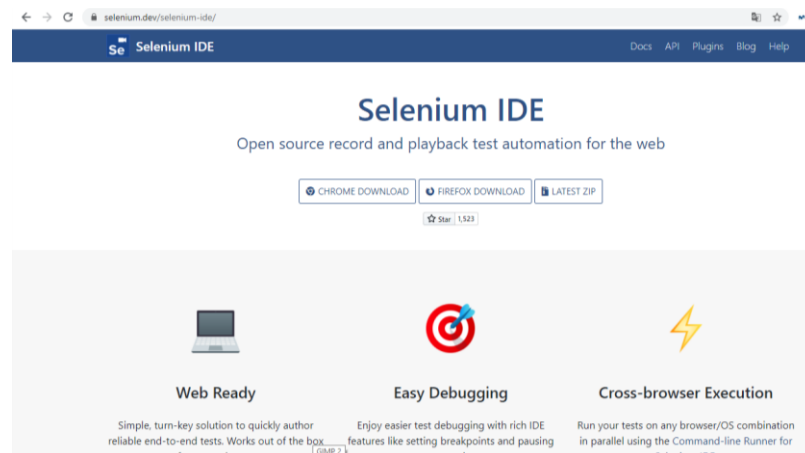 selenium.dev/selenium-ide/
Se Selenium IDE
Docs API Plugins Blog Help
Selenium IDE
Open source record and playback test automation for the web
CHROME DOWNLOAD FIREFOX DOWNLOAD LATEST ZIP
Star 1,523
Web Ready Easy Debugging Cross-browser Execution
Simple, turn-key solution to quickly author Enjoy easier test debugging with rich IDE Run your tests on any browser/OS combination
reliable end-to-end tests. Works out of the box features like setting breakpoints and pausing in parallel using the Command-line Runner for
GIMP 2